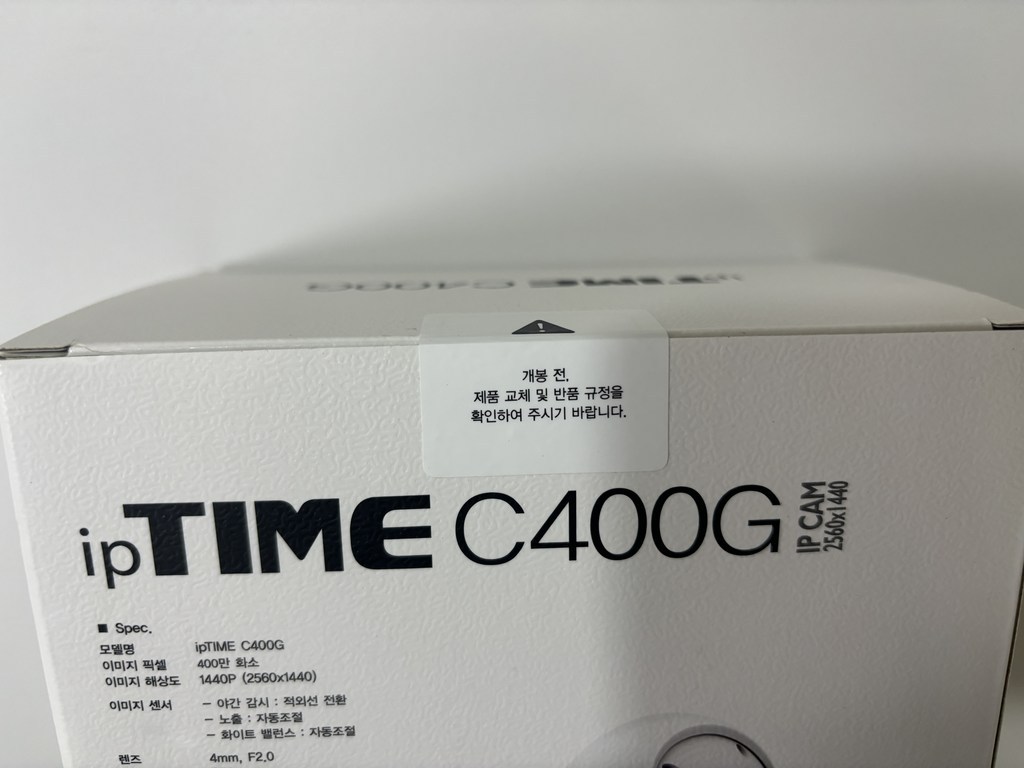 ipTIME C400G
개봉 전,
제품 교체 및 반품 규정을
확인하여 주시기 바랍니다.
ipTIME C400G IP CAM 2560x1440
■ Spec.
모델명 ipTIME C400G
이미지 픽셀 400만 화소
이미지 해상도 1440P (2560x1440)
이미지 센서 – 야간 감시 : 적외선 전환
– 노출 : 자동조절
– 화이트 밸런스 : 자동조절
렌즈 4mm, F2.0